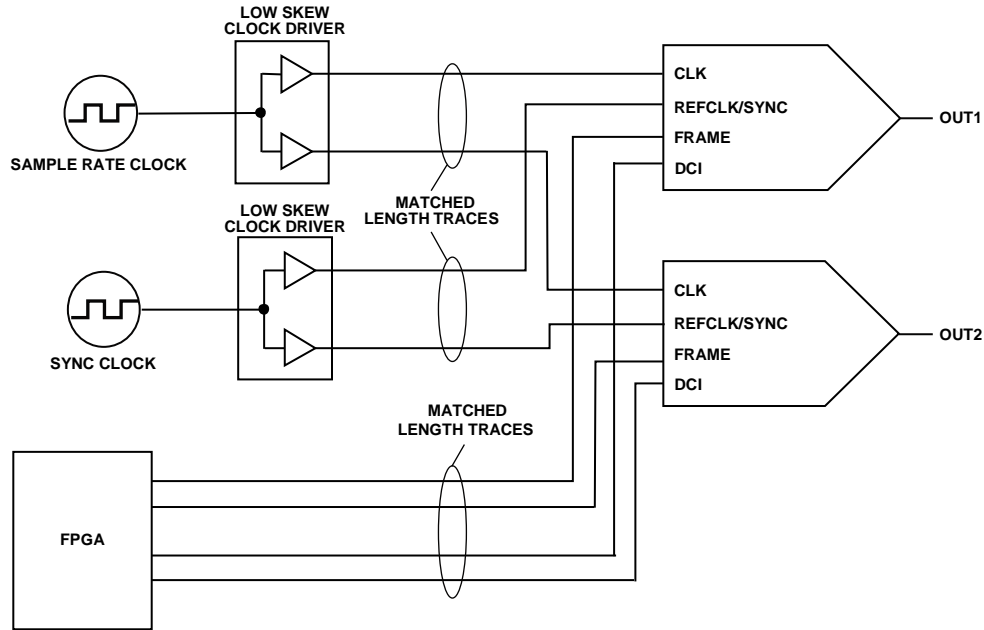 LOW SKEW
CLOCK DRIVER
SAMPLE RATE CLOCK
CLK
REFCLK/SYNC
FRAME
DCI
OUT1
MATCHED
LENGTH TRACES
LOW SKEW
CLOCK DRIVER
SYNC CLOCK
CLK
REFCLK/SYNC
FRAME
DCI
OUT2
MATCHED
LENGTH TRACES
FPGA